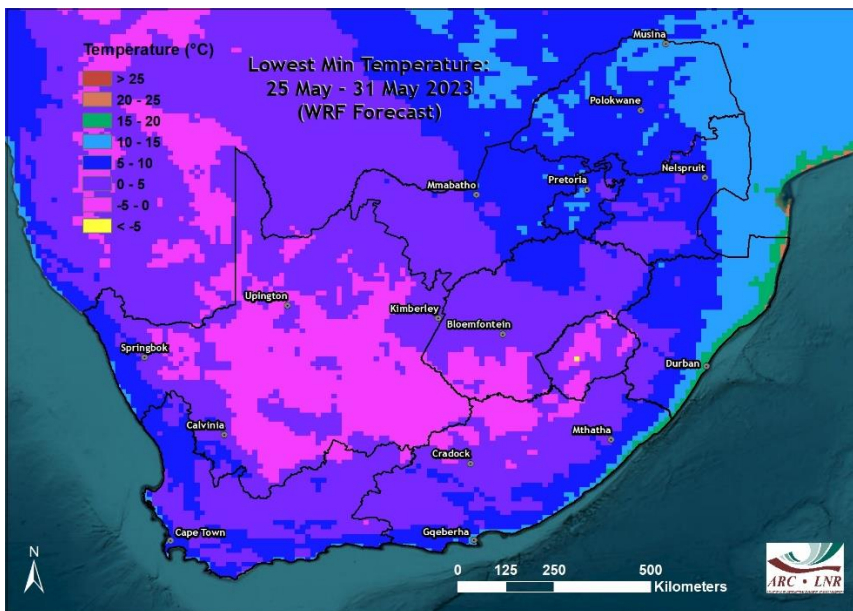 Temperature (°C)
> 25
20 - 25
15 - 20
10 - 15
5 - 10
0 - 5
-5 - 0
< -5
Lowest Min Temperature:
25 May - 31 May 2023
(WRF Forecast)
Musina
Polokwane
Nelspruit
Pretoria
Mmabatho
Upington
Kimberley
Bloemfontein
Springbok
Durban
Calvinia
Mthatha
Cradock
Cape Town
Gqeberha
N
0 125 250 500
Kilometers
ARC • LNR